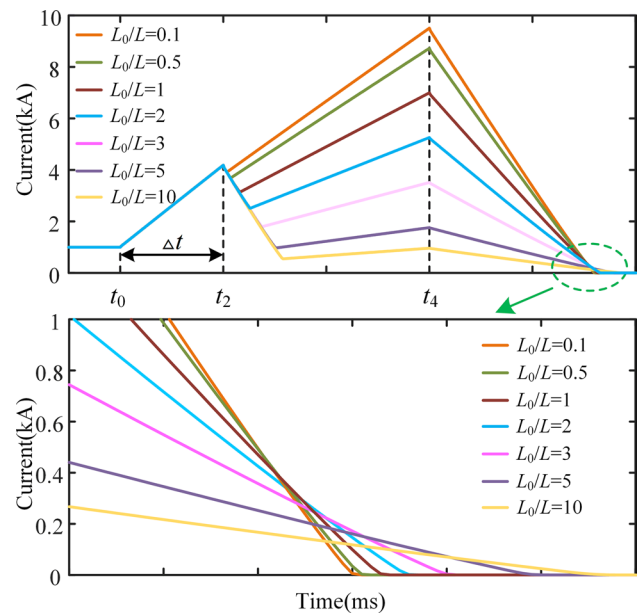 10
8
6
4
2
0
Current(kA)
L₀/L=0.1
L₀/L=0.5
L₀/L=1
L₀/L=2
L₀/L=3
L₀/L=5
L₀/L=10
△t
t₀
t₂
t₄
1
0.8
0.6
0.4
0.2
0
Current(kA)
L₀/L=0.1
L₀/L=0.5
L₀/L=1
L₀/L=2
L₀/L=3
L₀/L=5
L₀/L=10
Time(ms)